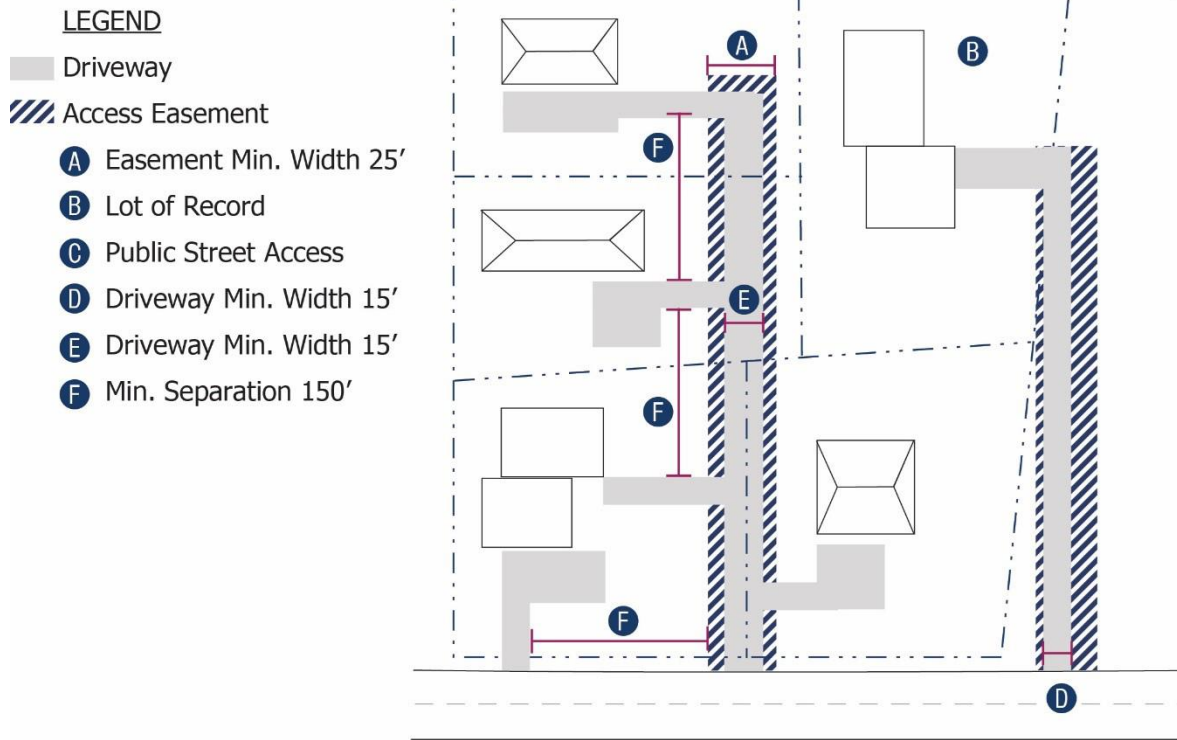 LEGEND
Driveway
Access Easement
A Easement Min. Width 25′
B Lot of Record
C Public Street Access
D Driveway Min. Width 15′
E Driveway Min. Width 15′
F Min. Separation 150′
A
B
F
E
F
F
D